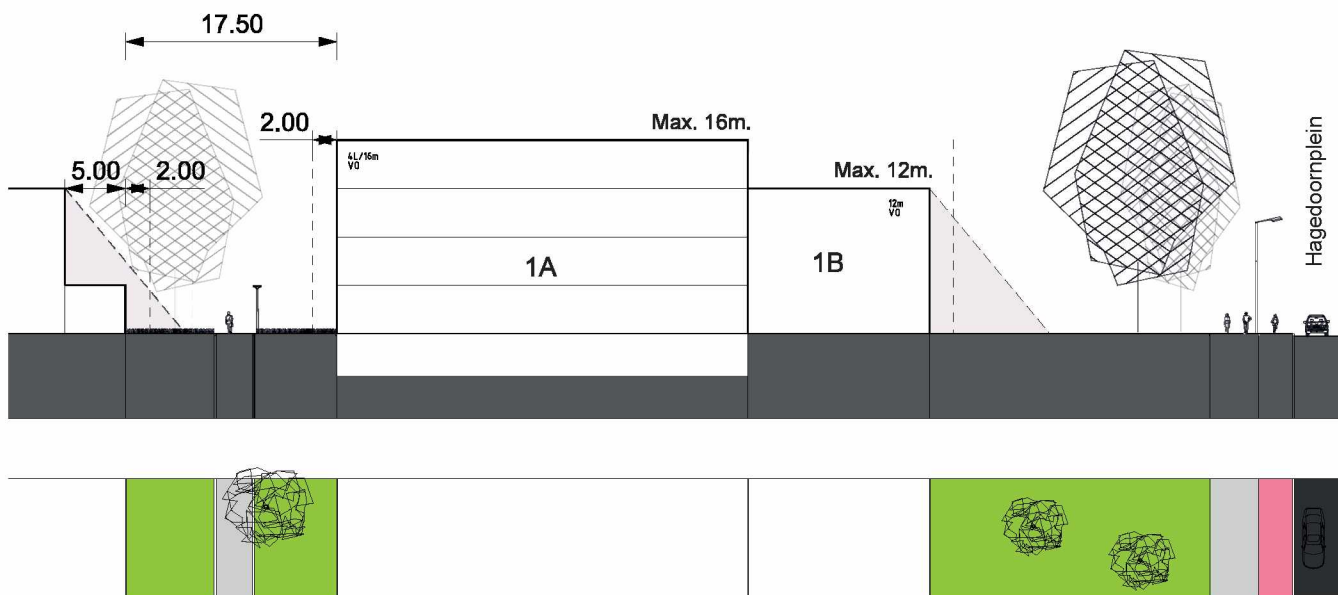 17.50
2.00
Max. 16m.
4L/16m
VO
5.00
2.00
Max. 12m.
12m
VO
1A
1B
Hagedoornplein